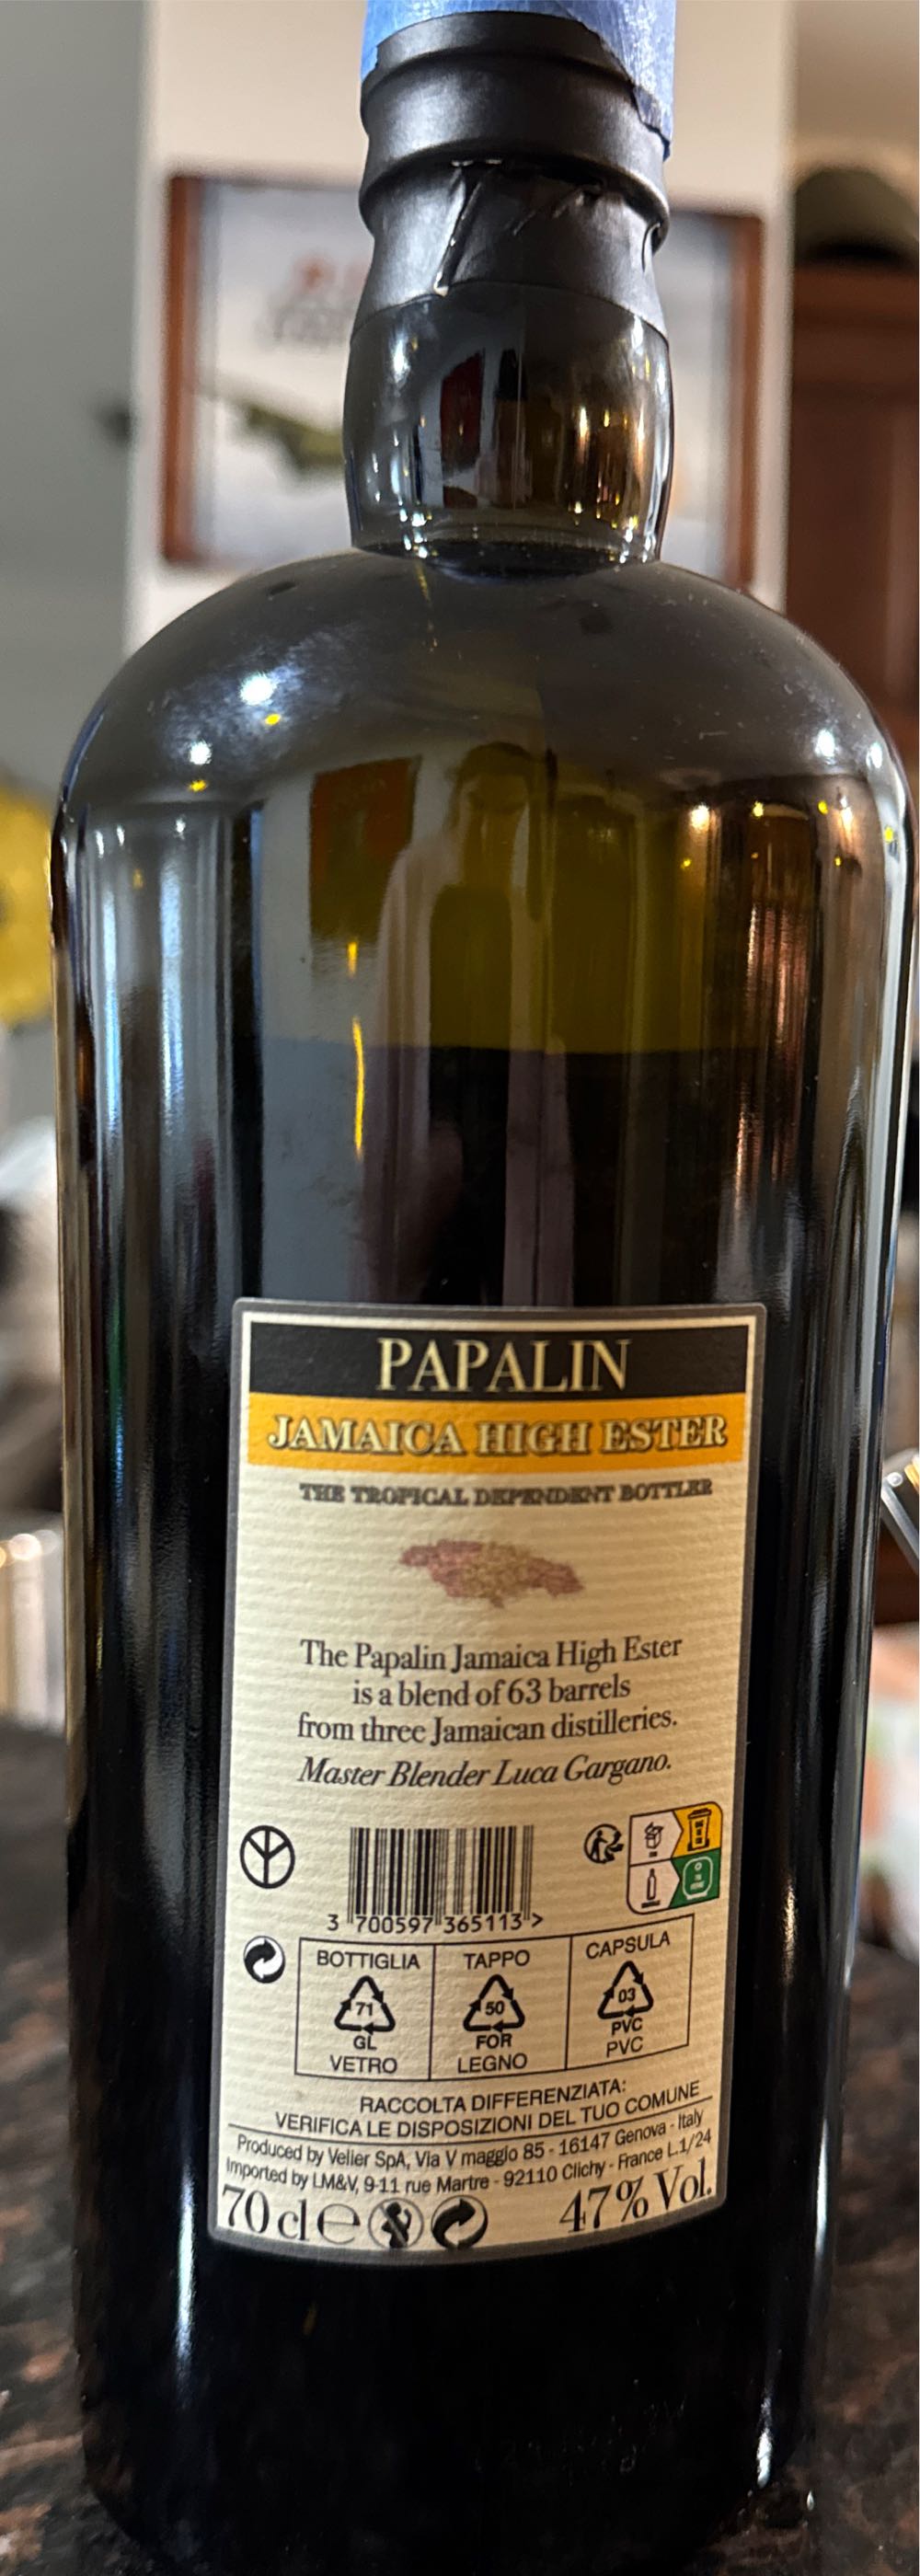 PAPALIN
JAMAICA HIGH ESTER
THE TROPICAL DEPENDENT BOTTLER
The Papalin Jamaica High Ester
is a blend of 63 barrels
from three Jamaican distilleries.
Master Blender Luca Gargano.
3 700597 365113 >
BOTTIGLIA TAPPO CAPSULA
71 50 03
GL FOR PVC
VETRO LEGNO PVC
RACCOLTA DIFFERENZIATA:
VERIFICA LE DISPOSIZIONI DEL TUO COMUNE
Produced by Velier SpA, Via V maggio 85 - 16147 Genova - Italy
Imported by LM&V, 9-11 rue Martre - 92110 Clichy - France L.1/24
70 cl e 47% Vol.